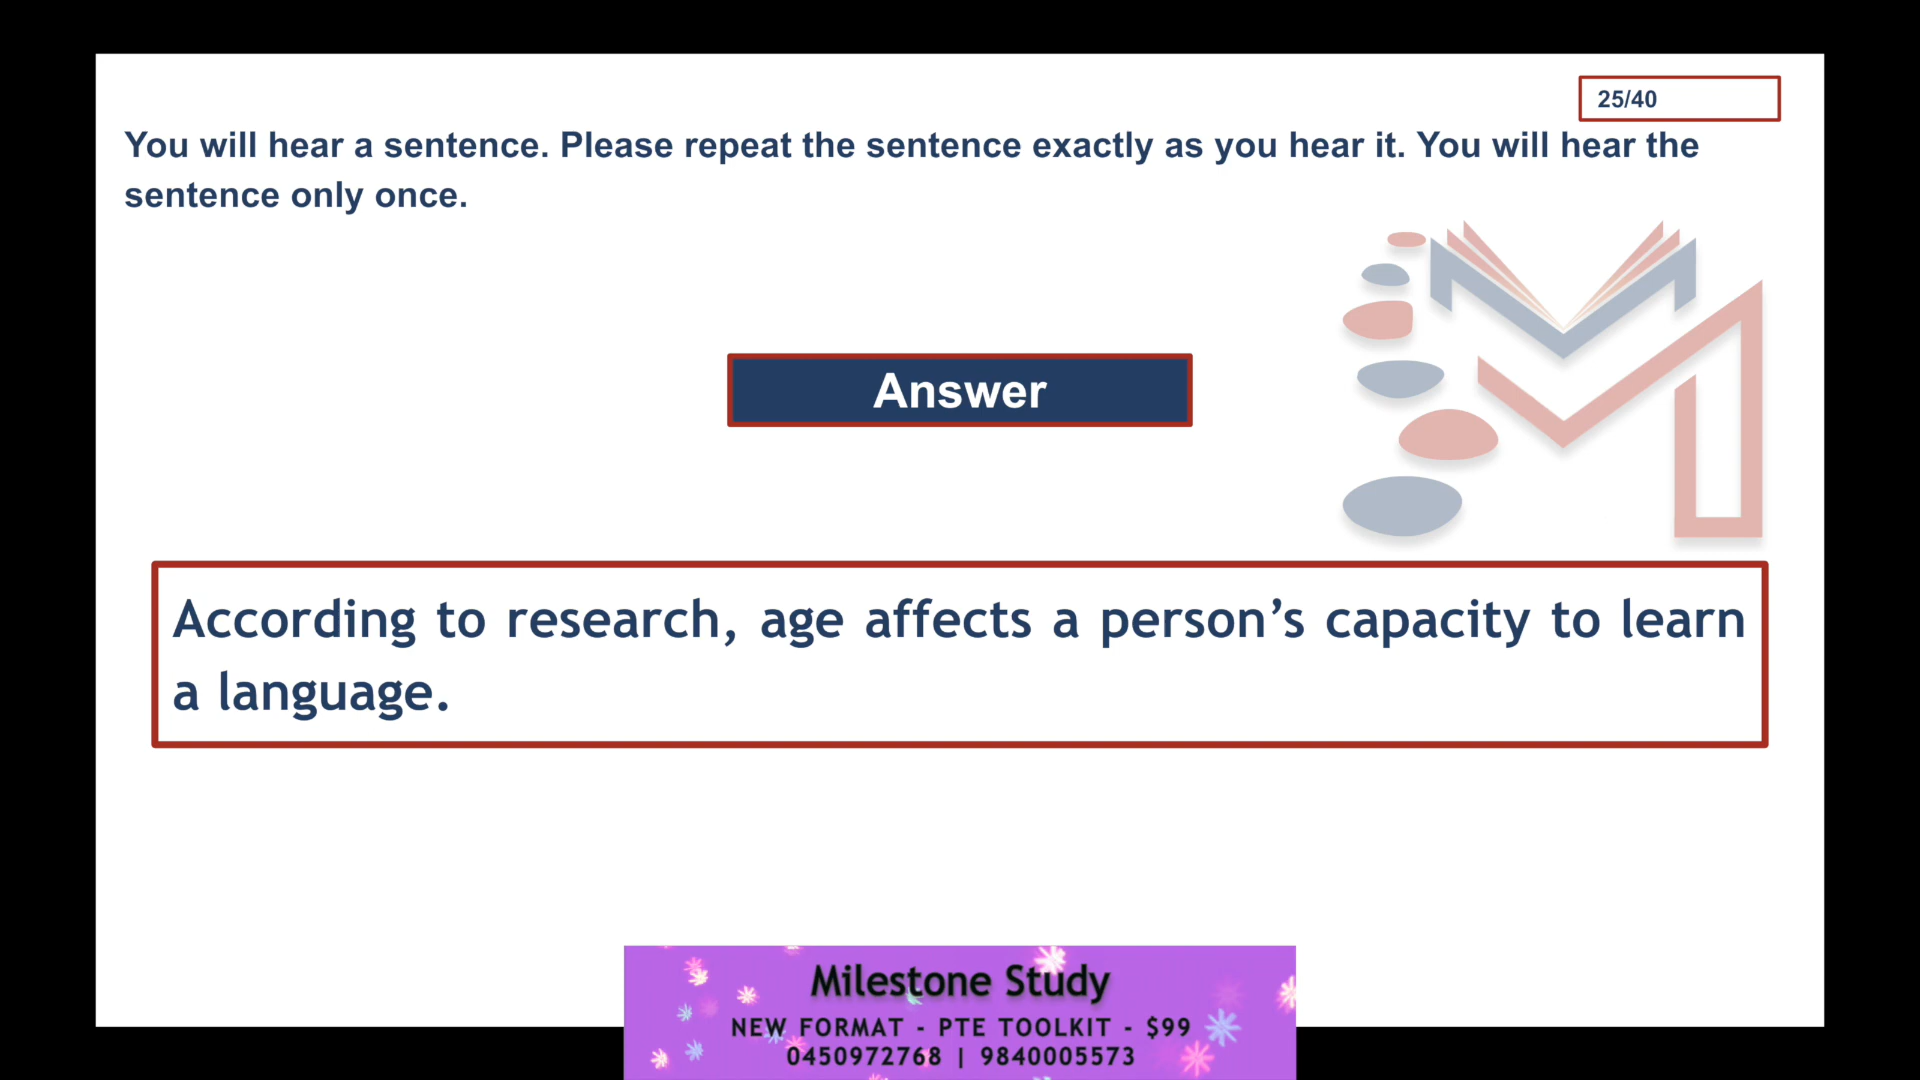 25/40
You will hear a sentence. Please repeat the sentence exactly as you hear it. You will hear the
sentence only once.
Answer
According to research, age affects a person’s capacity to learn
a language.
Milestone Study
NEW FORMAT - PTE TOOLKIT - $99
0450972768 | 9840005573